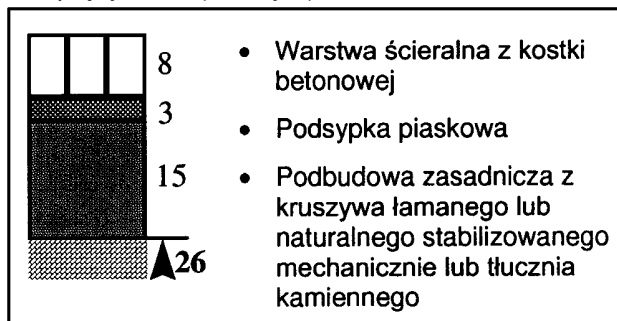 8
3
15
26
• Warstwa ścieralna z kostki
betonowej
• Podsypka piaskowa
• Podbudowa zasadnicza z
kruszywa łamanego lub
naturalnego stabilizowanego
mechanicznie lub tłucznia
kamiennego